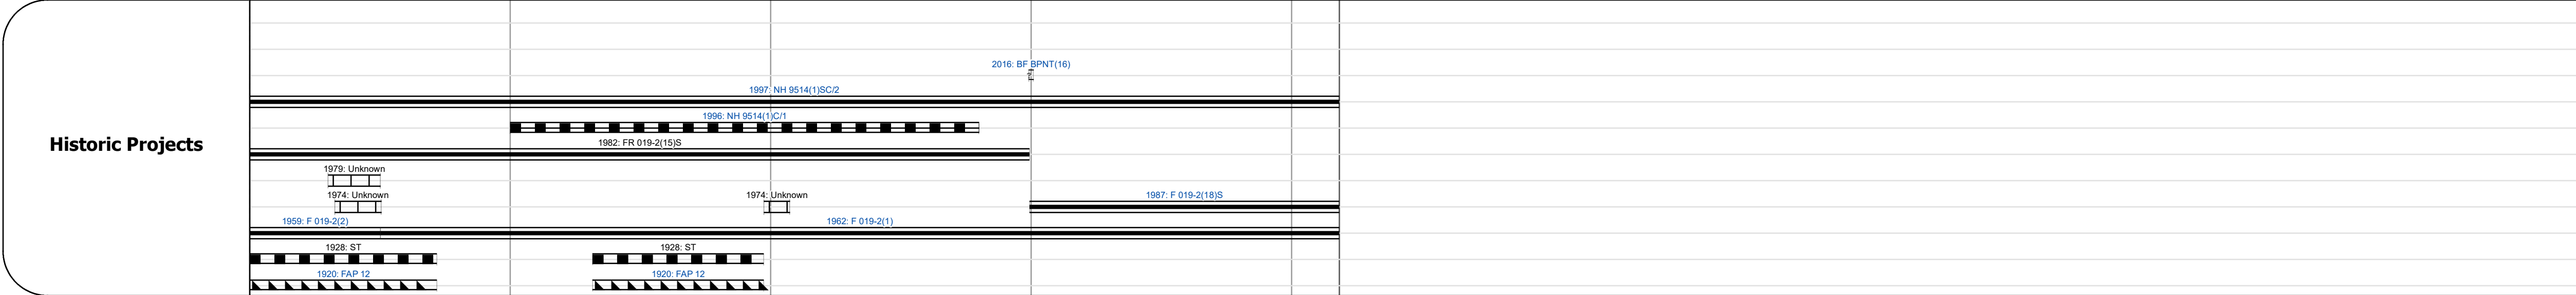 Historic Projects
2016: BF BPNT(16)
1997: NH 9514(1)SC/2
1996: NH 9514(1)C/1
1982: FR 019-2(15)S
1979: Unknown
1974: Unknown
1974: Unknown
1987: F 019-2(18)S
1959: F 019-2(2)
1962: F 019-2(1)
1928: ST
1928: ST
1920: FAP 12
1920: FAP 12